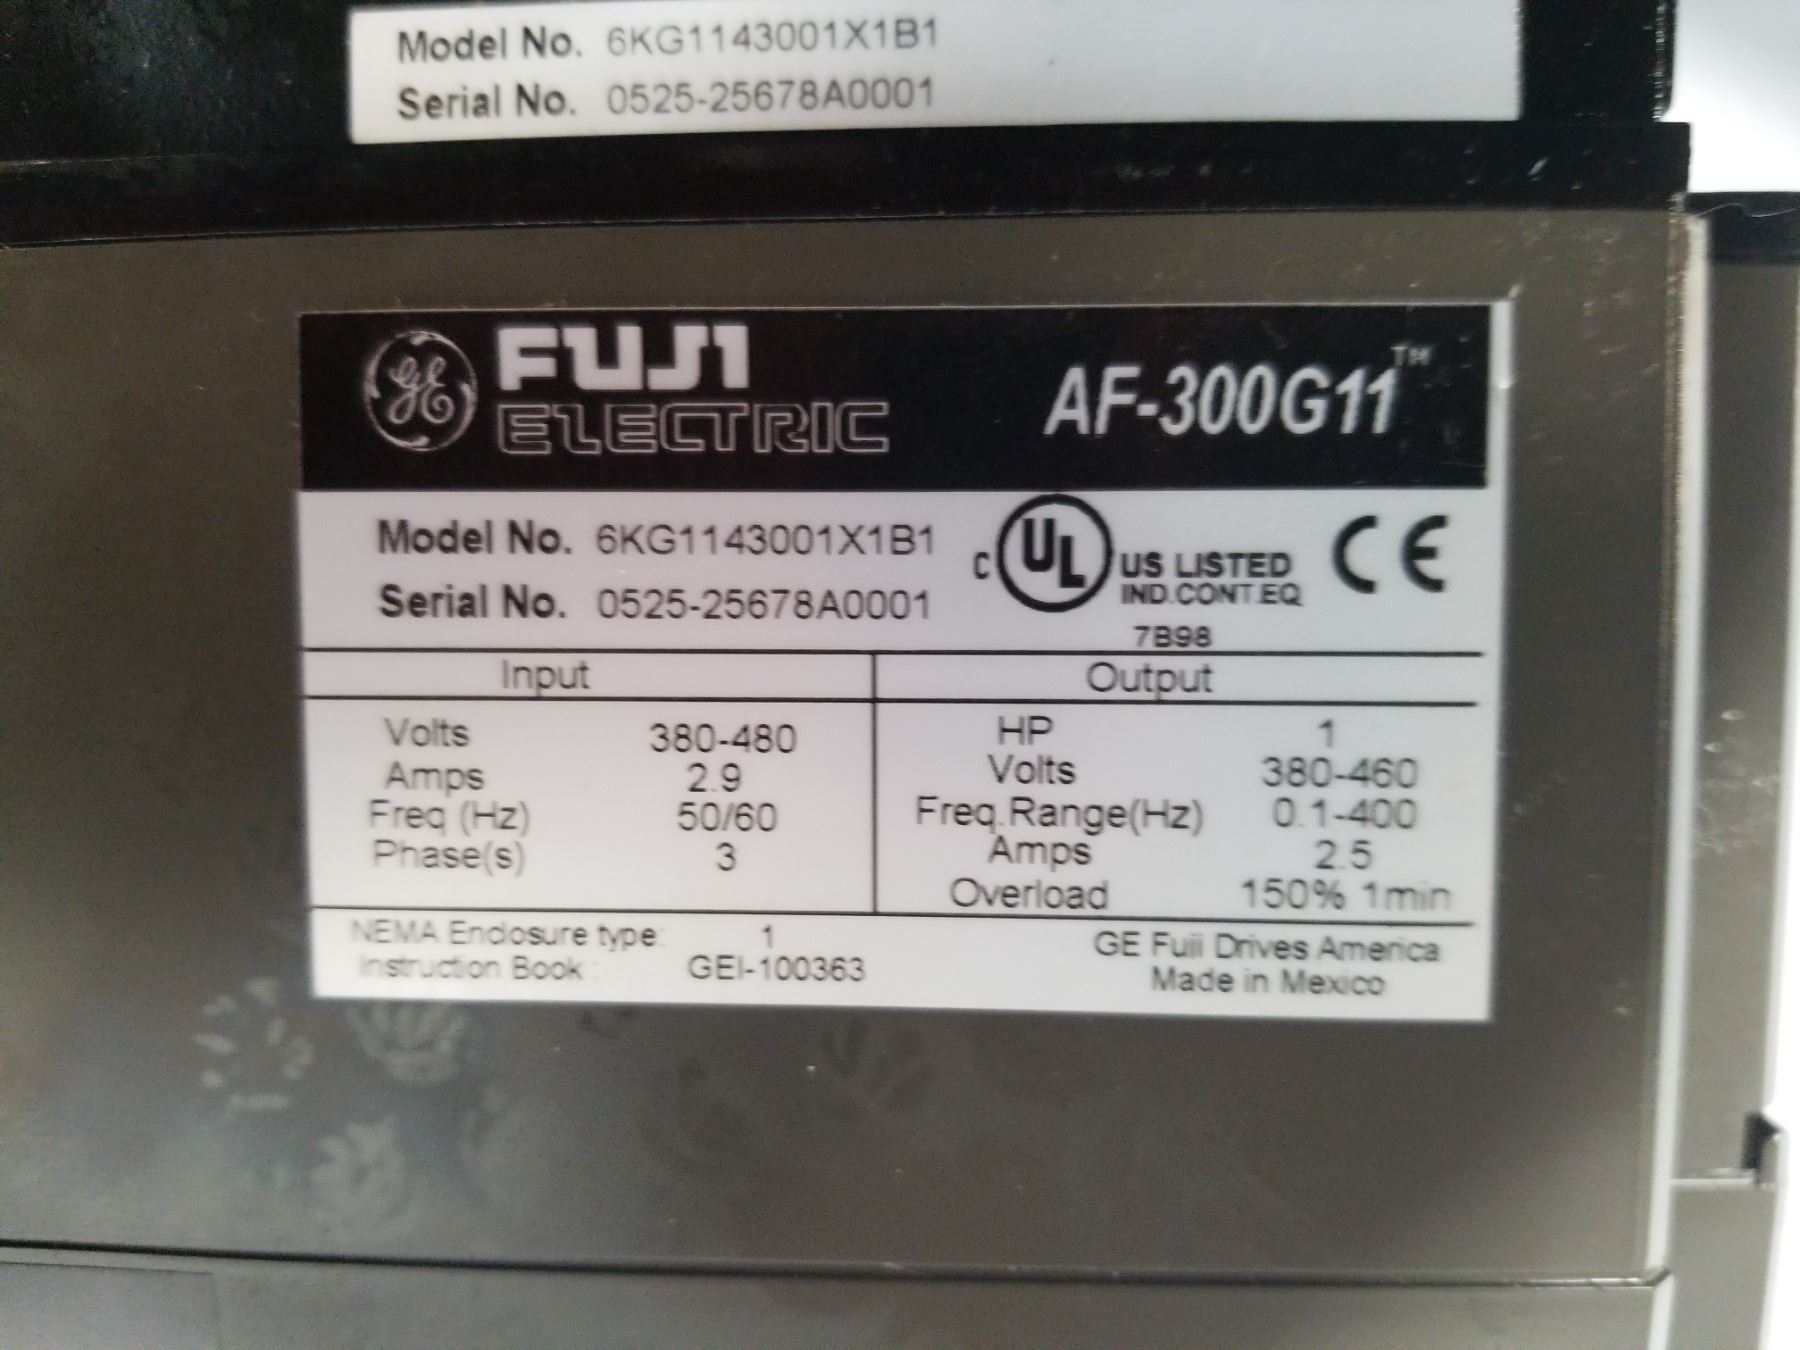 Model No. 6KG1143001X1B1
Serial No. 0525-25678A0001
GE FUJI ELECTRIC AF-300G11™
Model No. 6KG1143001X1B1
Serial No. 0525-25678A0001
C UL US LISTED
IND.CONT.EQ
7B98
CE
Input Output
Volts 380-480
Amps 2.9
Freq (Hz) 50/60
Phase(s) 3
HP 1
Volts 380-460
Freq.Range(Hz) 0.1-400
Amps 2.5
Overload 150% 1min
NEMA Enclosure type: 1
Instruction Book : GEI-100363
GE Fuji Drives America
Made in Mexico